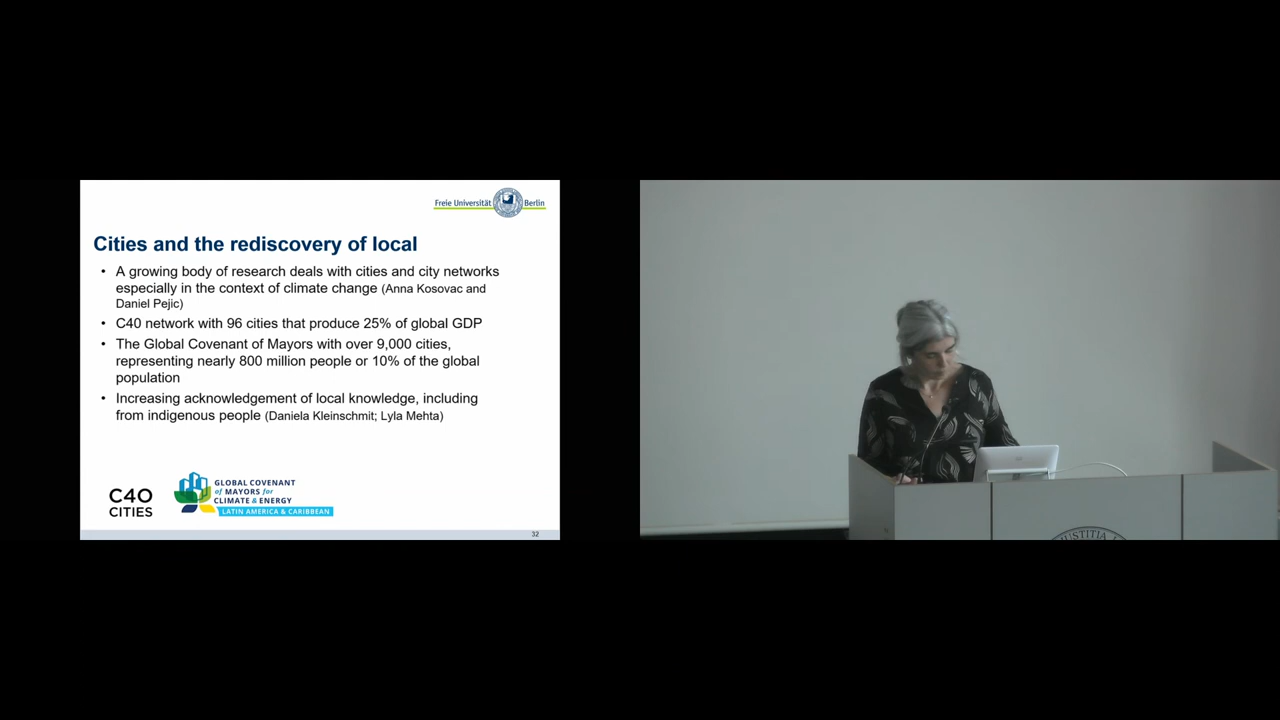 Freie Universität Berlin
Cities and the rediscovery of local
• A growing body of research deals with cities and city networks
especially in the context of climate change (Anna Kosovac and
Daniel Pejic)
• C40 network with 96 cities that produce 25% of global GDP
• The Global Covenant of Mayors with over 9,000 cities,
representing nearly 800 million people or 10% of the global
population
• Increasing acknowledgement of local knowledge, including
from indigenous people (Daniela Kleinschmit; Lyla Mehta)
C40
CITIES
GLOBAL COVENANT
of MAYORS for
CLIMATE & ENERGY
LATIN AMERICA & CARIBBEAN
32